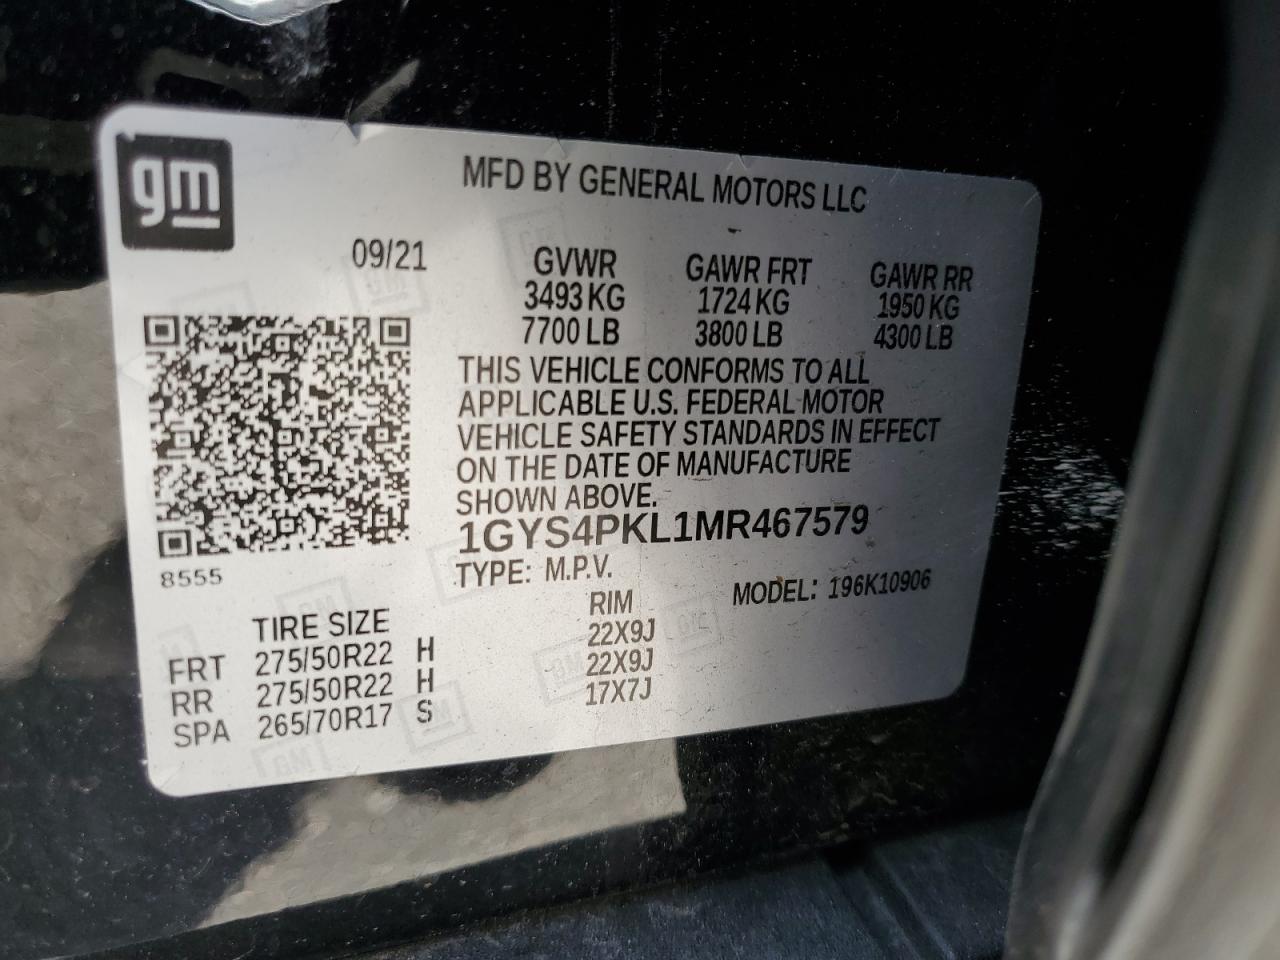 gm
MFD BY GENERAL MOTORS LLC
09/21
GVWR GAWR FRT GAWR RR
3493 KG 1724 KG 1950 KG
7700 LB 3800 LB 4300 LB
THIS VEHICLE CONFORMS TO ALL
APPLICABLE U.S. FEDERAL MOTOR
VEHICLE SAFETY STANDARDS IN EFFECT
ON THE DATE OF MANUFACTURE
SHOWN ABOVE.
1GYS4PKL1MR467579
8555
TYPE: M.P.V. MODEL: 196K10906
TIRE SIZE RIM
FRT 275/50R22 H 22X9J
RR 275/50R22 H 22X9J
SPA 265/70R17 S 17X7J